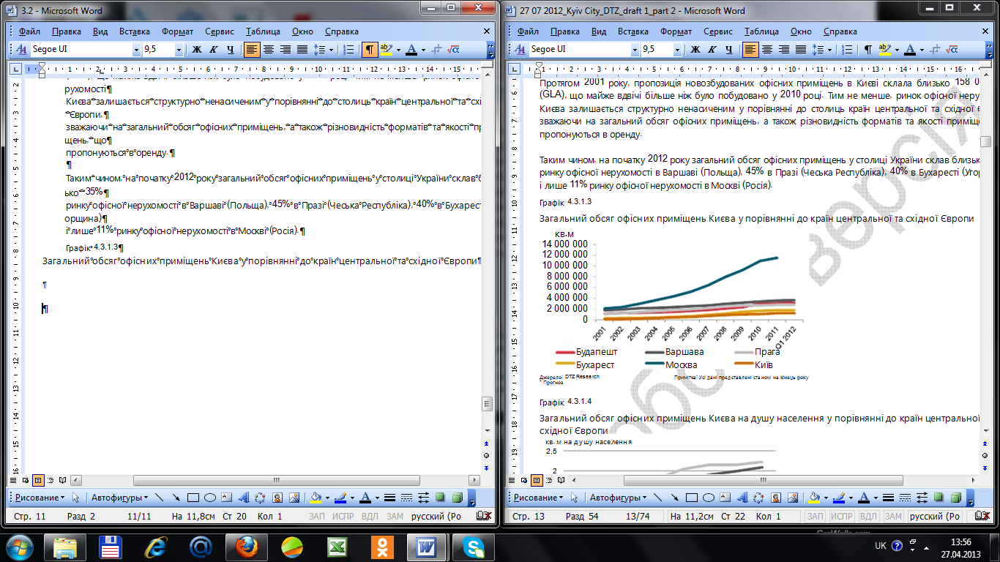 3.2 - Microsoft Word
Файл Правка Вид Вставка Формат Сервис Таблица Окно Справка
Segoe UI 9,5 Ж К Ч
рухомості¶
Києва залишається структурно ненасиченим у порівнянні до столиць країн центральної та схі
Європи,¶
зважаючи на загальний обсяг офісних приміщень, а також різновидність форматів та якості пр
щень, що¶
пропонуються в оренду.¶
¶
Таким чином, на початку 2012 року загальний обсяг офісних приміщень у столиці України склав б
ько 35%¶
ринку офісної нерухомості в Варшаві (Польща), 45% в Празі (Чеська Республіка), 40% в Бухарес
орщина)¶
і лише 11% ринку офісної нерухомості в Москві (Росія).¶
Графік 4.3.1.3¶
Загальний обсяг офісних приміщень Києва у порівнянні до країн центральної та східної Європи¶
¶
¶
Рисование Автофигуры
Стр. 11 Разд 2 11/11 На 11,8см Ст 20 Кол 1 ЗАП ИСПР ВДЛ ЗАМ русский (Ро
27 07 2012_Kyiv City_DTZ_draft 1_part 2 - Microsoft Word
Файл Правка Вид Вставка Формат Сервис Таблица Окно Справка
Segoe UI 9,5 Ж К Ч
Протягом 2001 року, пропозиція новозбудованих офісних приміщень в Києві склала близько 158 0
(GLA), що майже вдвічі більше ніж було побудовано у 2010 році. Тим не менше, ринок офісної неру
Києва залишається структурно ненасиченим у порівнянні до столиць країн центральної та східної є
зважаючи на загальний обсяг офісних приміщень, а також різновидність форматів та якості приміще
пропонуються в оренду.
Таким чином, на початку 2012 року загальний обсяг офісних приміщень у столиці України склав близьк
ринку офісної нерухомості в Варшаві (Польща), 45% в Празі (Чеська Республіка), 40% в Бухаресті (Угор
і лише 11% ринку офісної нерухомості в Москві (Росія).
Графік 4.3.1.3
Загальний обсяг офісних приміщень Києва у порівнянні до країн центральної та східної Європи
кв.м
14 000 000
12 000 000
10 000 000
8 000 000
6 000 000
4 000 000
2 000 000
0
2001 2002 2003 2004 2005 2006 2007 2008 2009 2010 2011 Q1 2012
Будапешт Варшава Прага
Бухарест Москва Київ
Джерело: DTZ Research Примітка: Усі дані представлені станом на кінець року
* Прогноз
Графік 4.3.1.4
Загальний обсяг офісних приміщень Києва на душу населення у порівнянні до країн центральної
східної Європи
кв. м на душу населення
2,5
2
версія
Рисование Автофигуры
Стр. 13 Разд 54 13/74 На 11,2см Ст 22 Кол 1 ЗАП ИСПР ВДЛ ЗАМ русский (Ро
UK 13:56
27.04.2013